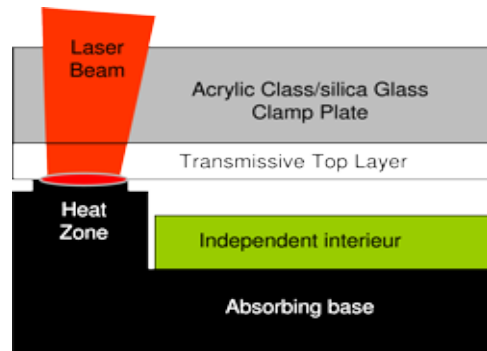 Laser
Beam
Acrylic Class/silica Glass
Clamp Plate
Transmissive Top Layer
Heat
Zone
Independent interieur
Absorbing base